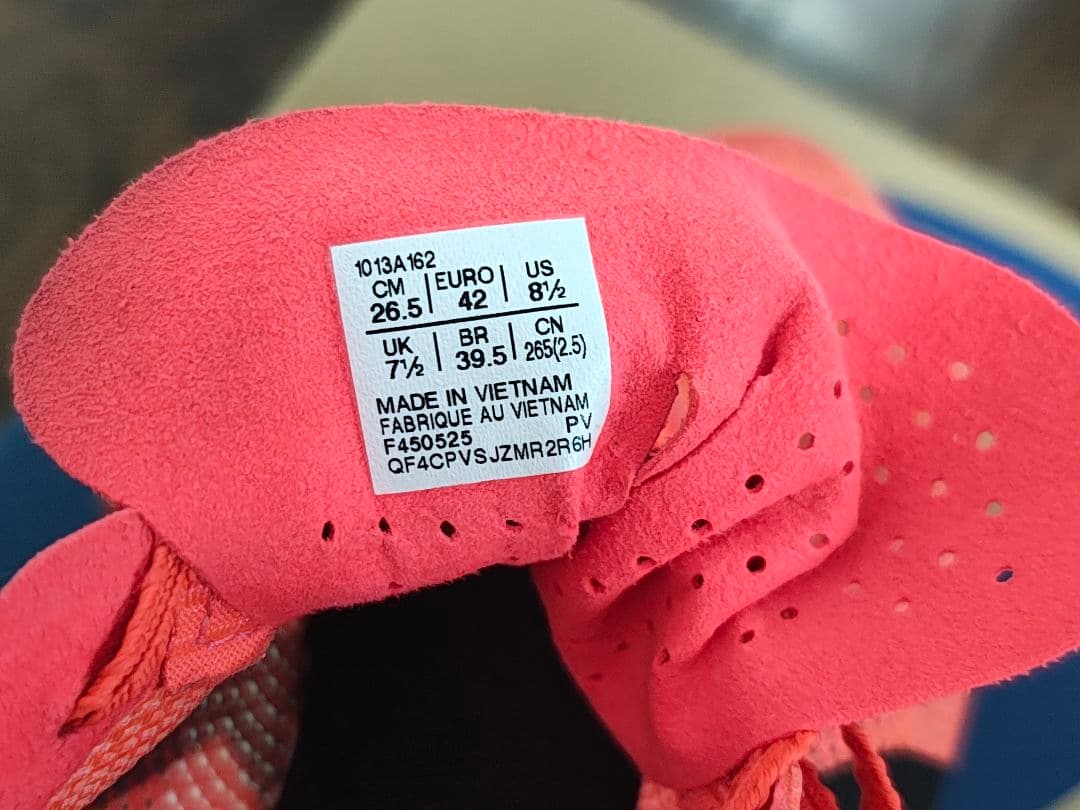 1013A162
CM | EURO | US
26.5 | 42 | 8½
UK | BR | CN
7½ | 39.5 | 265(2.5)
MADE IN VIETNAM
FABRIQUE AU VIETNAM
F450525 PV
QF4CPVSJZMR2R6H